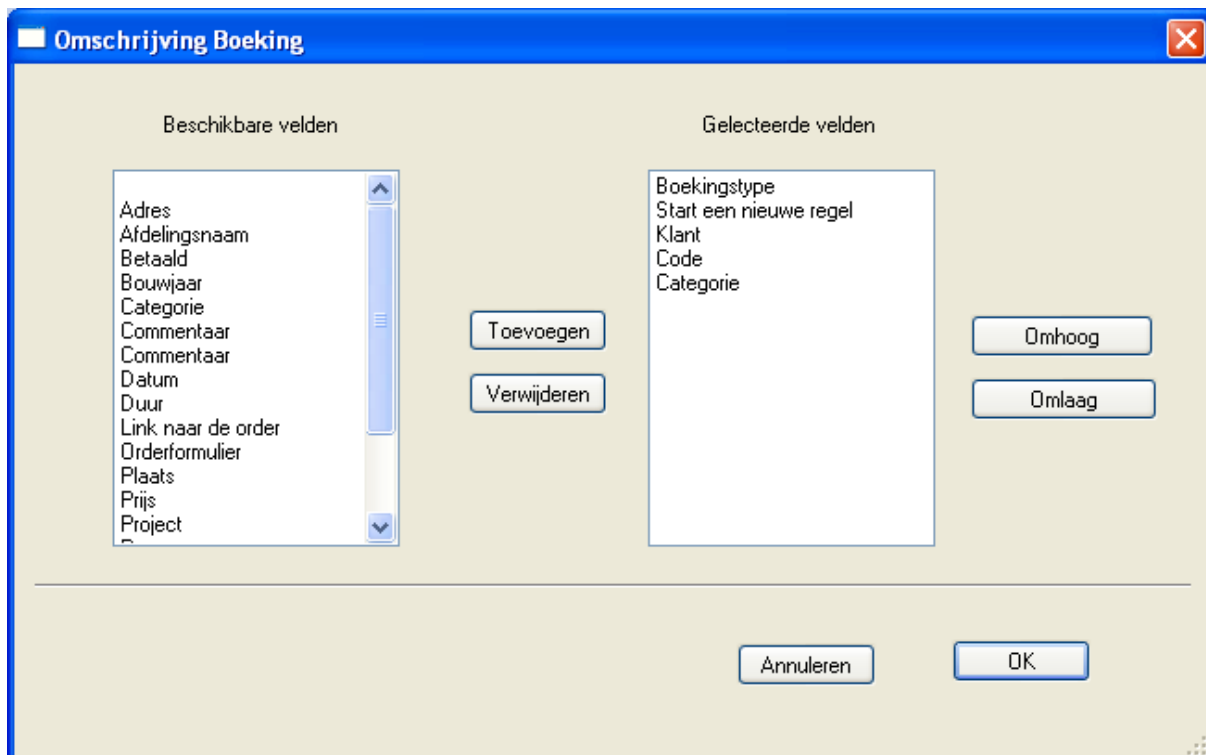 Omschrijving Boeking
Beschikbare velden
Adres
Afdelingsnaam
Betaald
Bouwjaar
Categorie
Commentaar
Commentaar
Datum
Duur
Link naar de order
Orderformulier
Plaats
Prijs
Project
Toevoegen
Verwijderen
Gelecteerde velden
Boekingstype
Start een nieuwe regel
Klant
Code
Categorie
Omhoog
Omlaag
Annuleren
OK